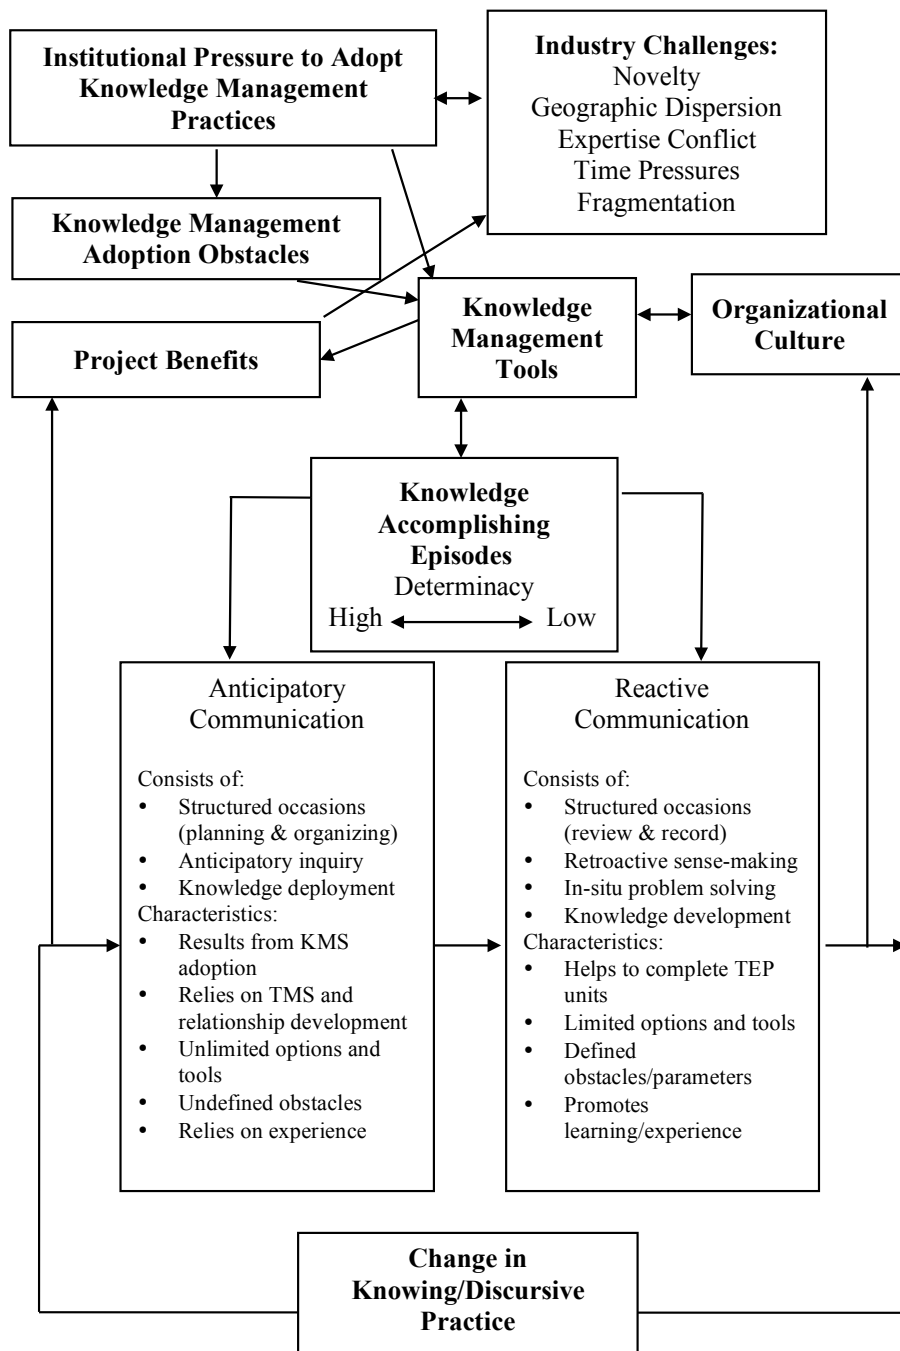 Institutional Pressure to Adopt
Knowledge Management
Practices
Industry Challenges:
Novelty
Geographic Dispersion
Expertise Conflict
Time Pressures
Fragmentation
Knowledge Management
Adoption Obstacles
Knowledge
Management
Tools
Organizational
Culture
Project Benefits
Knowledge
Accomplishing
Episodes
Determinacy
High Low
Anticipatory
Communication
Consists of:
• Structured occasions
(planning & organizing)
• Anticipatory inquiry
• Knowledge deployment
Characteristics:
• Results from KMS
adoption
• Relies on TMS and
relationship development
• Unlimited options and
tools
• Undefined obstacles
• Relies on experience
Reactive
Communication
Consists of:
• Structured occasions
(review & record)
• Retroactive sense-making
• In-situ problem solving
• Knowledge development
Characteristics:
• Helps to complete TEP
units
• Limited options and tools
• Defined
obstacles/parameters
• Promotes
learning/experience
Change in
Knowing/Discursive
Practice